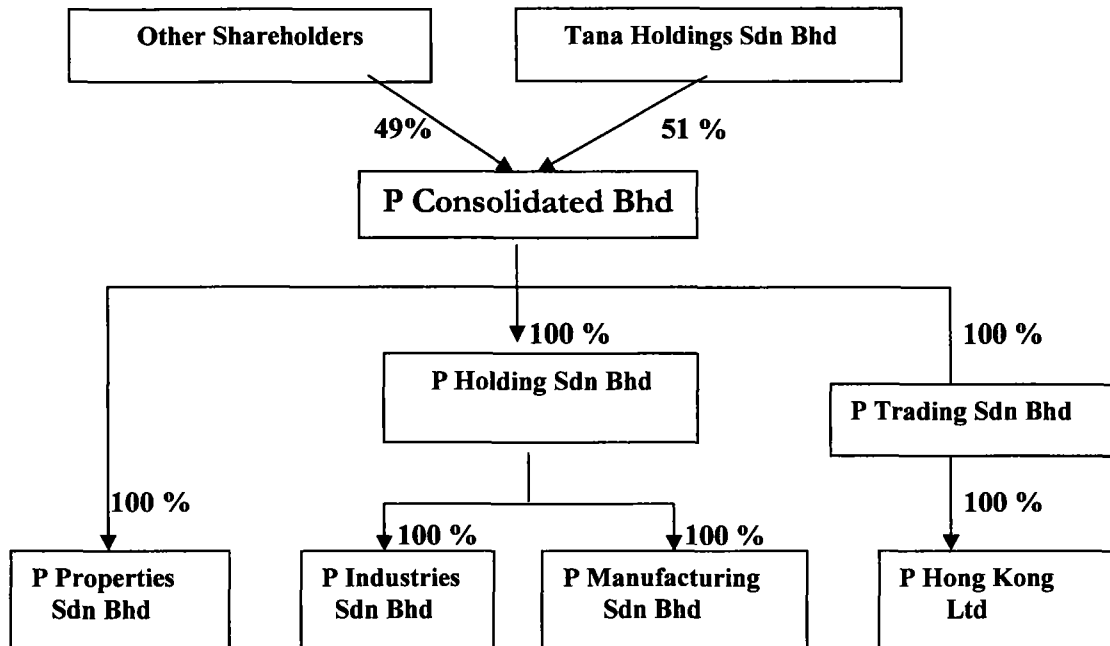 Other Shareholders
Tana Holdings Sdn Bhd
49%
51 %
P Consolidated Bhd
100 %
100 %
P Holding Sdn Bhd
P Trading Sdn Bhd
100 %
100 %
100 %
100 %
P Properties
Sdn Bhd
P Industries
Sdn Bhd
P Manufacturing
Sdn Bhd
P Hong Kong
Ltd